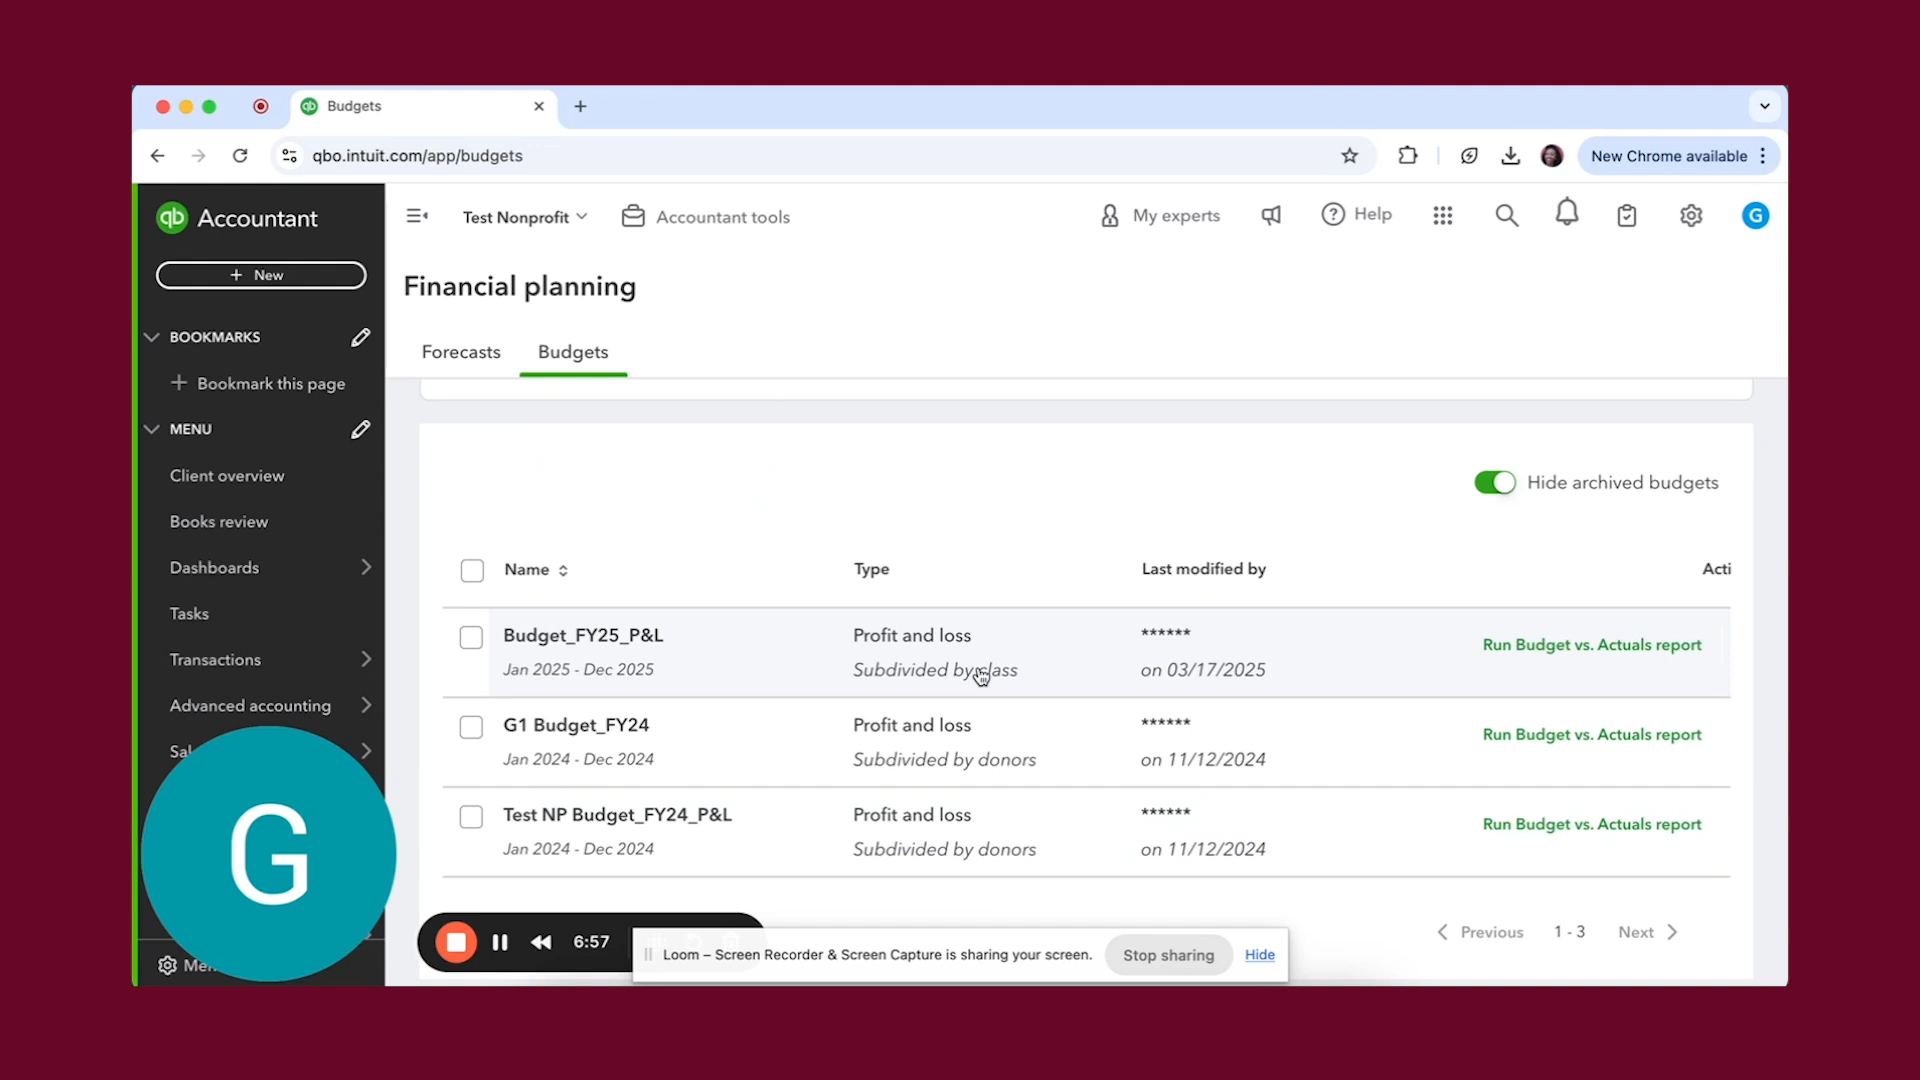 Budgets
qbo.intuit.com/app/budgets
New Chrome available
qb Accountant
Test Nonprofit
Accountant tools
My experts
Help
G
+ New
Financial planning
BOOKMARKS
Forecasts
Budgets
Bookmark this page
MENU
Client overview
Hide archived budgets
Books review
Dashboards
Name
Type
Last modified by
Acti
Tasks
Budget_FY25_P&L
Profit and loss
******
Run Budget vs. Actuals report
Jan 2025 - Dec 2025
Subdivided by class
on 03/17/2025
Transactions
Advanced accounting
G1 Budget_FY24
Profit and loss
******
Run Budget vs. Actuals report
Jan 2024 - Dec 2024
Subdivided by donors
on 11/12/2024
Sal
Test NP Budget_FY24_P&L
Profit and loss
******
Run Budget vs. Actuals report
Jan 2024 - Dec 2024
Subdivided by donors
on 11/12/2024
G
Previous
1 - 3
Next
6:57
Loom – Screen Recorder & Screen Capture is sharing your screen.
Stop sharing
Hide